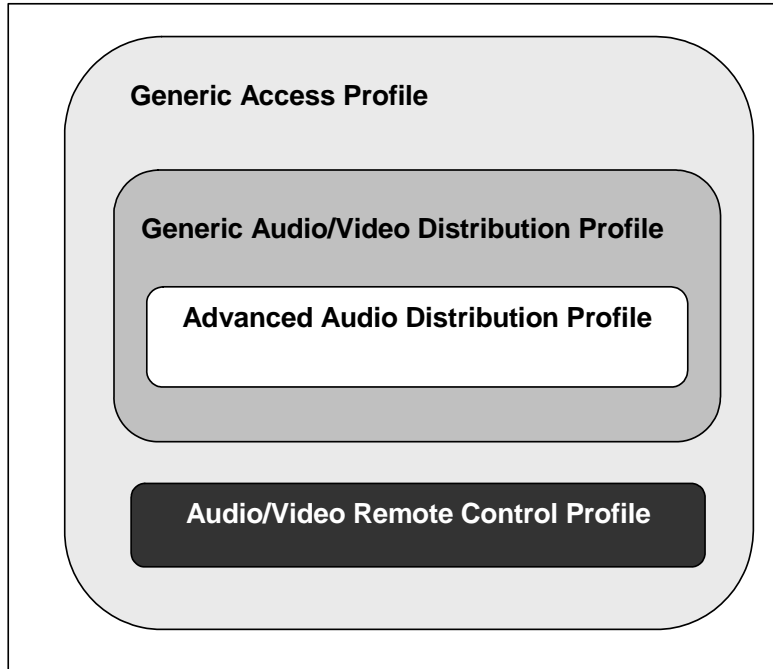 Generic Access Profile
Generic Audio/Video Distribution Profile
Advanced Audio Distribution Profile
Audio/Video Remote Control Profile